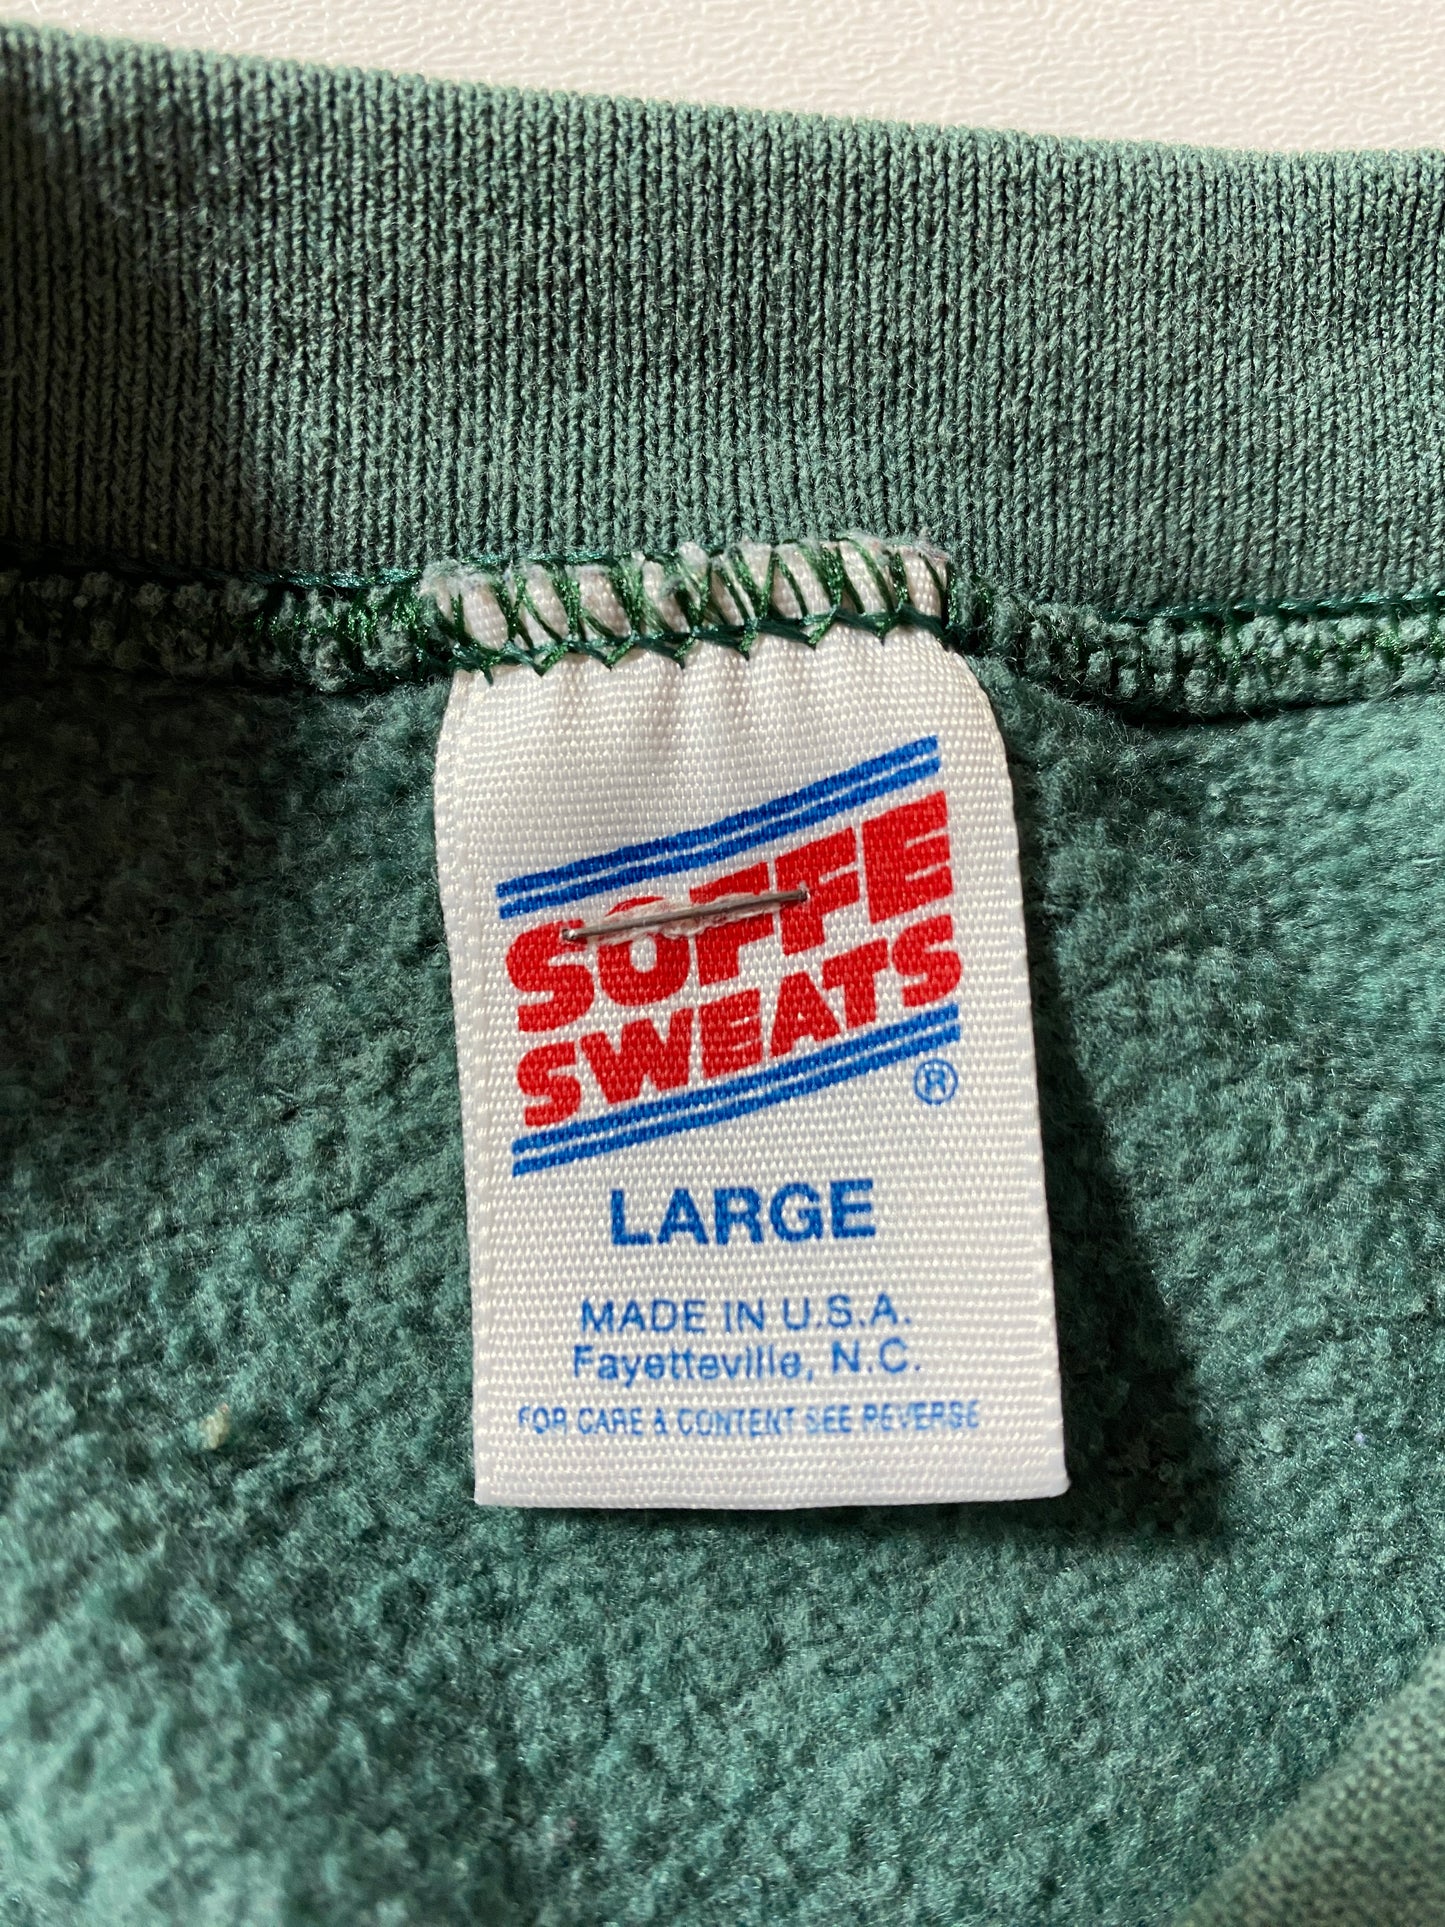 SOFFE
SWEATS
®
LARGE
MADE IN U.S.A.
Fayetteville, N.C.
FOR CARE & CONTENT SEE REVERSE